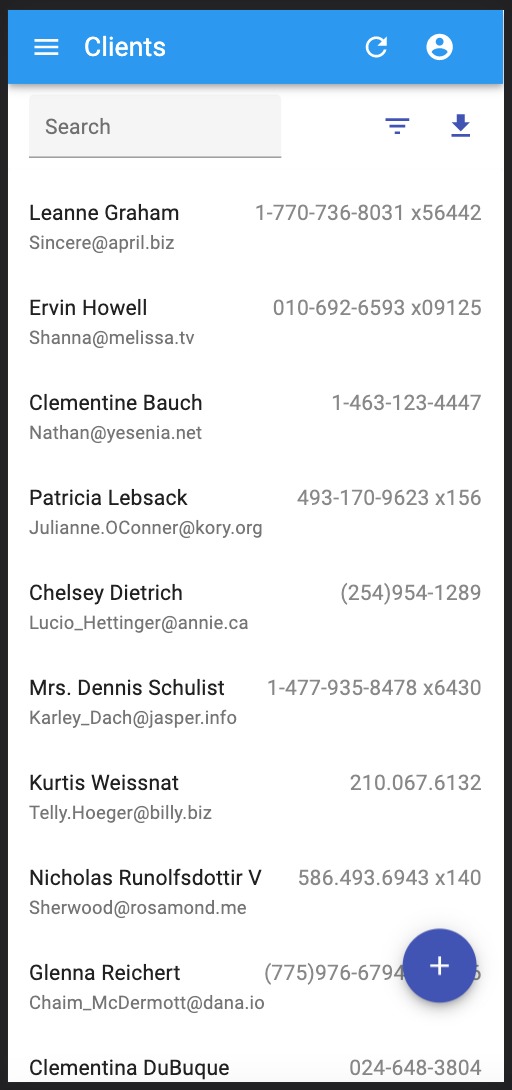 Clients
Search
Leanne Graham 1-770-736-8031 x56442
Sincere@april.biz
Ervin Howell 010-692-6593 x09125
Shanna@melissa.tv
Clementine Bauch 1-463-123-4447
Nathan@yesenia.net
Patricia Lebsack 493-170-9623 x156
Julianne.OConner@kory.org
Chelsey Dietrich (254)954-1289
Lucio_Hettinger@annie.ca
Mrs. Dennis Schulist 1-477-935-8478 x6430
Karley_Dach@jasper.info
Kurtis Weissnat 210.067.6132
Telly.Hoeger@billy.biz
Nicholas Runolfsdottir V 586.493.6943 x140
Sherwood@rosamond.me
Glenna Reichert (775)976-6794
Chaim_McDermott@dana.io
Clementina DuBuque 024-648-3804